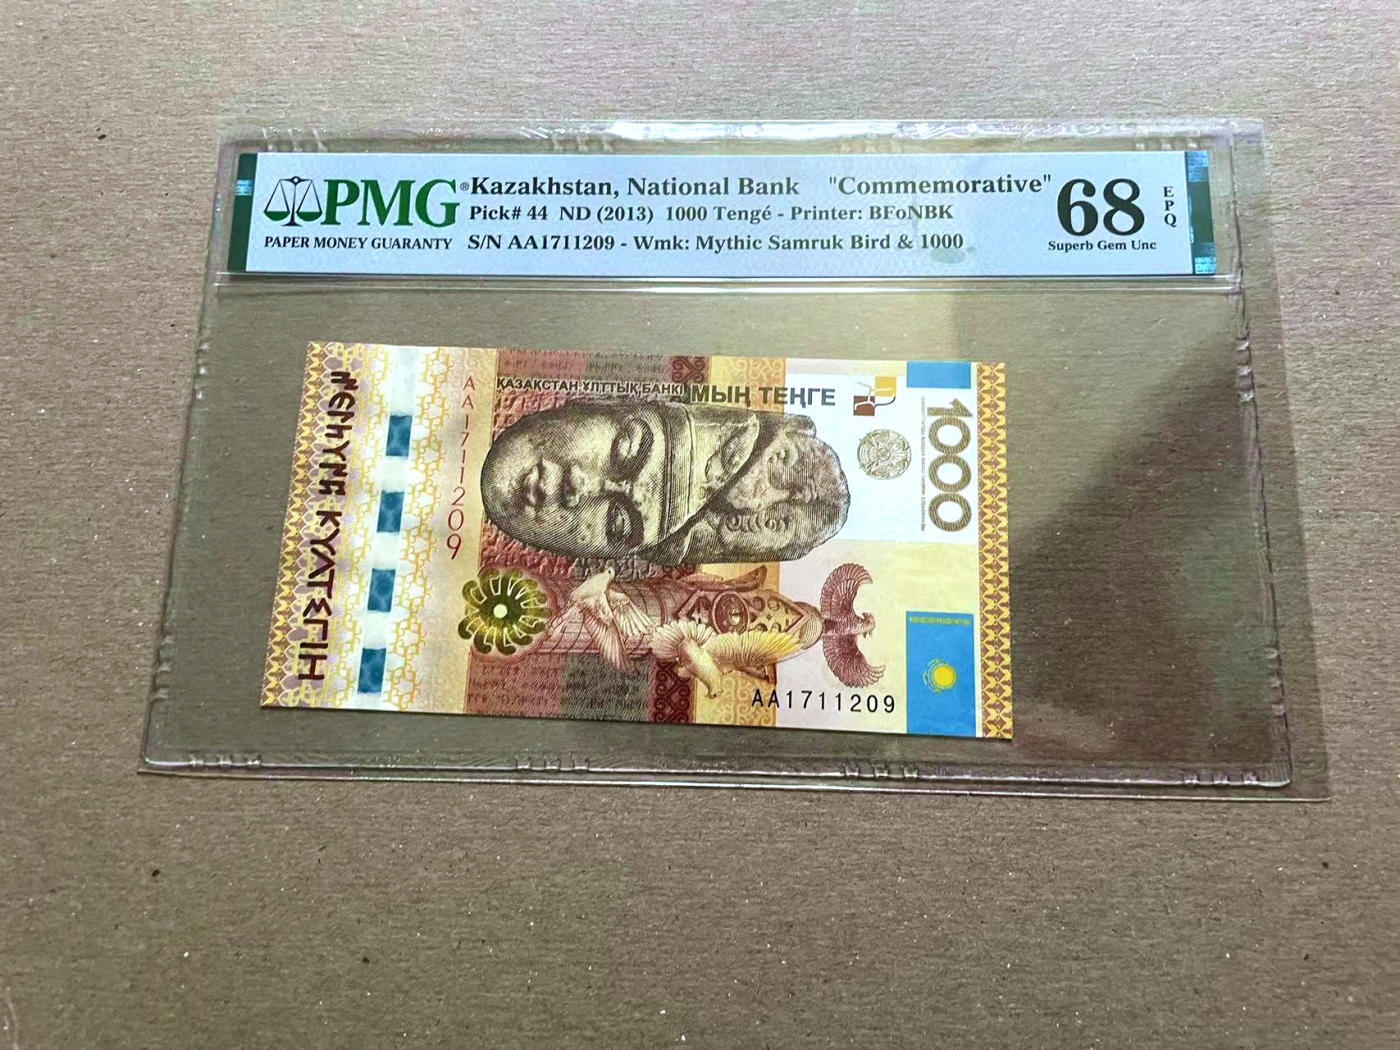 PMG®
PAPER MONEY GUARANTY
Kazakhstan, National Bank "Commemorative"
Pick# 44 ND (2013) 1000 Tengé - Printer: BFoNBK
S/N AA1711209 - Wmk: Mythic Samruk Bird & 1000
68
Superb Gem Unc
EPQ
КҮЛТЕГІН
AA1711209
ҚАЗАҚСТАН ҰЛТТЫҚ БАНКІ
МЫҢ ТЕҢГЕ
1000
AA1711209